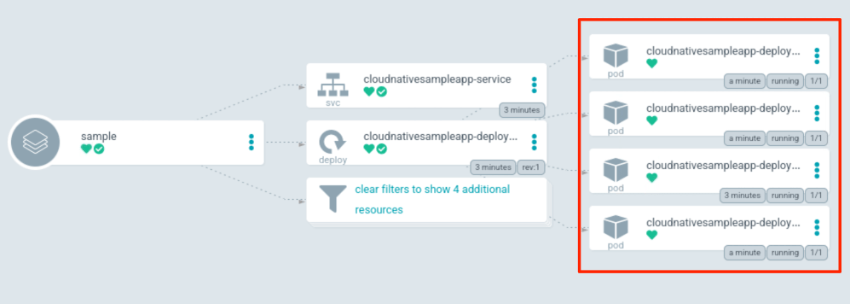 sample
cloudnativesampleapp-service
svc
3 minutes
cloudnativesampleapp-deploy...
deploy
3 minutes rev:1
clear filters to show 4 additional
resources
cloudnativesampleapp-deploy...
pod
a minute running 1/1
cloudnativesampleapp-deploy...
pod
a minute running 1/1
cloudnativesampleapp-deploy...
pod
3 minutes running 1/1
cloudnativesampleapp-deploy...
pod
a minute running 1/1